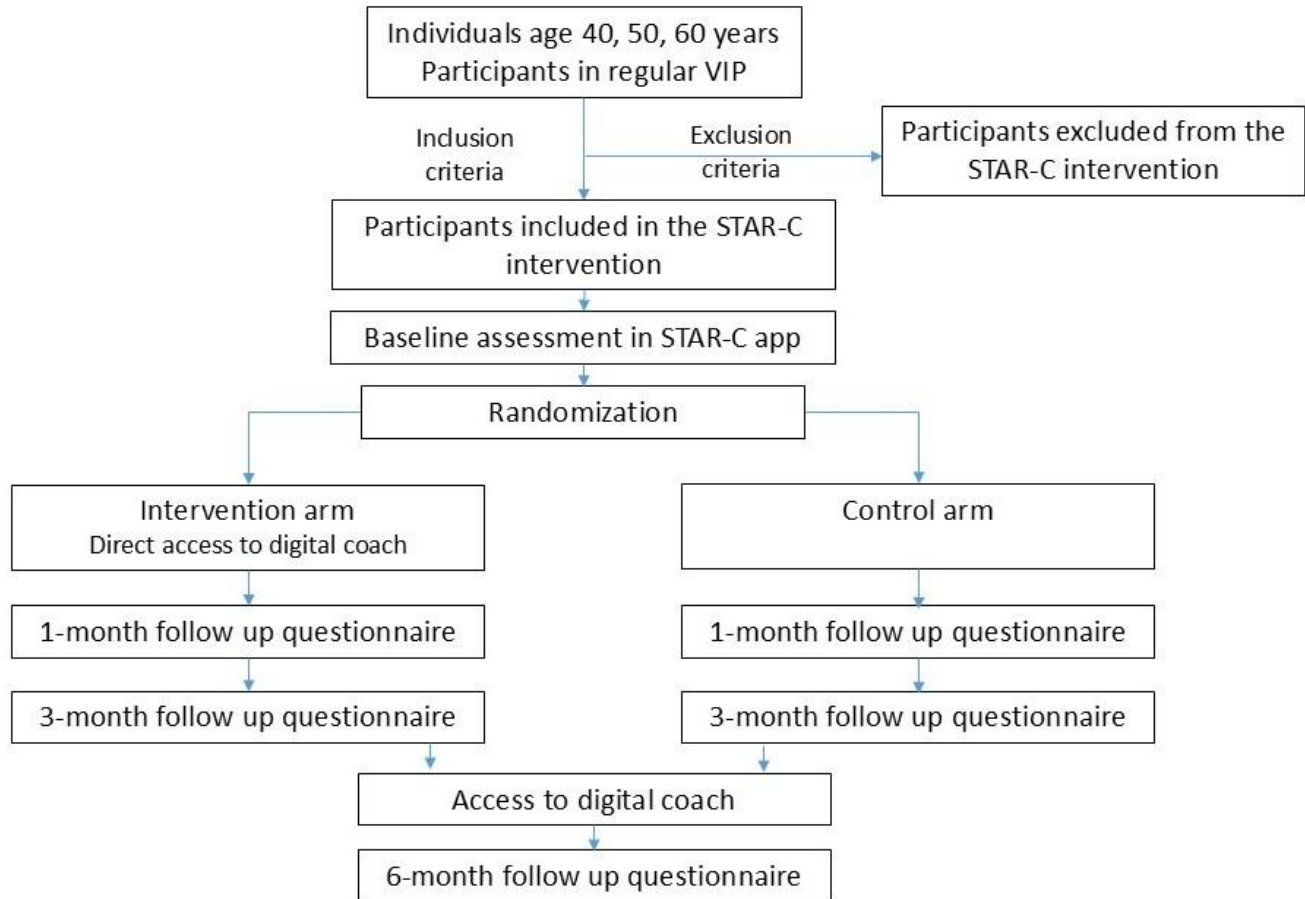 Individuals age 40, 50, 60 years
Participants in regular VIP
Inclusion
criteria
Exclusion
criteria
Participants excluded from the
STAR-C intervention
Participants included in the STAR-C
intervention
Baseline assessment in STAR-C app
Randomization
Intervention arm
Direct access to digital coach
Control arm
1-month follow up questionnaire
1-month follow up questionnaire
3-month follow up questionnaire
3-month follow up questionnaire
Access to digital coach
6-month follow up questionnaire